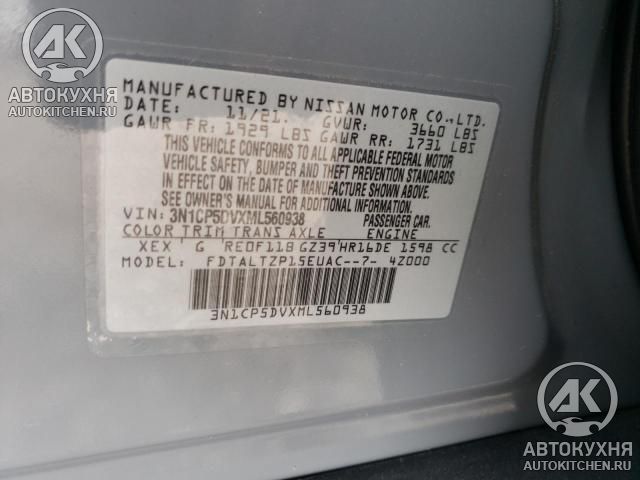 АК
АВТОКУХНЯ
AUTOKITCHEN.RU
MANUFACTURED BY NISSAN MOTOR CO.,LTD.
DATE: 11/21. GVWR: 3660 LBS
GAWR FR: 1929 LBS GAWR RR: 1731 LBS
THIS VEHICLE CONFORMS TO ALL APPLICABLE FEDERAL MOTOR
VEHICLE SAFETY, BUMPER AND THEFT PREVENTION STANDARDS
IN EFFECT ON THE DATE OF MANUFACTURE SHOWN ABOVE.
SEE OWNER'S MANUAL FOR ADDITIONAL INFORMATION.
VIN: 3N1CP5DVXML560938 PASSENGER CAR.
COLOR TRIM TRANS AXLE ENGINE
XEX G RE0F11B GZ39 HR16DE 1598 CC
MODEL: FDTALTZP15EUAC--7- 4Z000
3N1CP5DVXML560938
АК
АВТОКУХНЯ
AUTOKITCHEN.RU